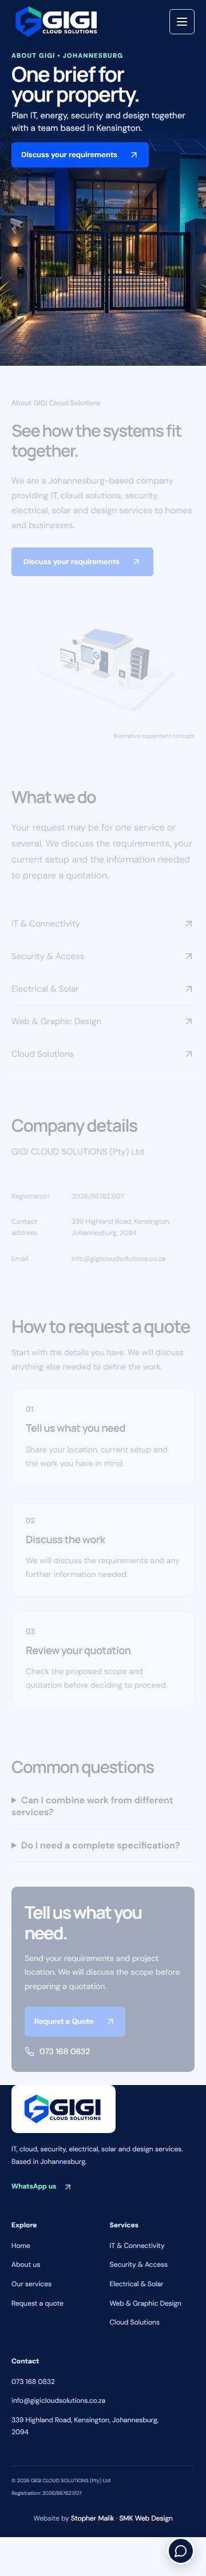 GIGI
CLOUD SOLUTIONS
ABOUT GIGI • JOHANNESBURG
One brief for
your property.
Plan IT, energy, security and design together
with a team based in Kensington.
Discuss your requirements
About GIGI Cloud Solutions
See how the systems fit
together.
We are a Johannesburg-based company
providing IT, cloud solutions, security,
electrical, solar and design services to homes
and businesses.
Discuss your requirements
Illustrative equipment concept
What we do
Your request may be for one service or
several. We discuss the requirements, your
current setup and the information needed
to prepare a quotation.
IT & Connectivity
Security & Access
Electrical & Solar
Web & Graphic Design
Cloud Solutions
Company details
GIGI CLOUD SOLUTIONS (Pty) Ltd
Registration 2026/867623/07
Contact address 339 Highland Road, Kensington, Johannesburg, 2094
Email info@gigicloudsolutions.co.za
How to request a quote
Start with the details you have. We will discuss
anything else needed to define the work.
01
Tell us what you need
Share your location, current setup and
the work you have in mind.
02
Discuss the work
We will discuss the requirements and any
further information needed.
03
Review your quotation
Check the proposed scope and
quotation before deciding to proceed.
Common questions
Can I combine work from different
services?
Do I need a complete specification?
Tell us what you
need.
Send your requirements and project
location. We will discuss the scope before
preparing a quotation.
Request a Quote
073 168 0832
GIGI
CLOUD SOLUTIONS
IT, cloud, security, electrical, solar and design services.
Based in Johannesburg.
WhatsApp us
Explore
Home
About us
Our services
Request a quote
Services
IT & Connectivity
Security & Access
Electrical & Solar
Web & Graphic Design
Cloud Solutions
Contact
073 168 0832
info@gigicloudsolutions.co.za
339 Highland Road, Kensington, Johannesburg,
2094
© 2026 GIGI CLOUD SOLUTIONS (Pty) Ltd
Registration: 2026/867623/07
Website by Stopher Malik · SMK Web Design